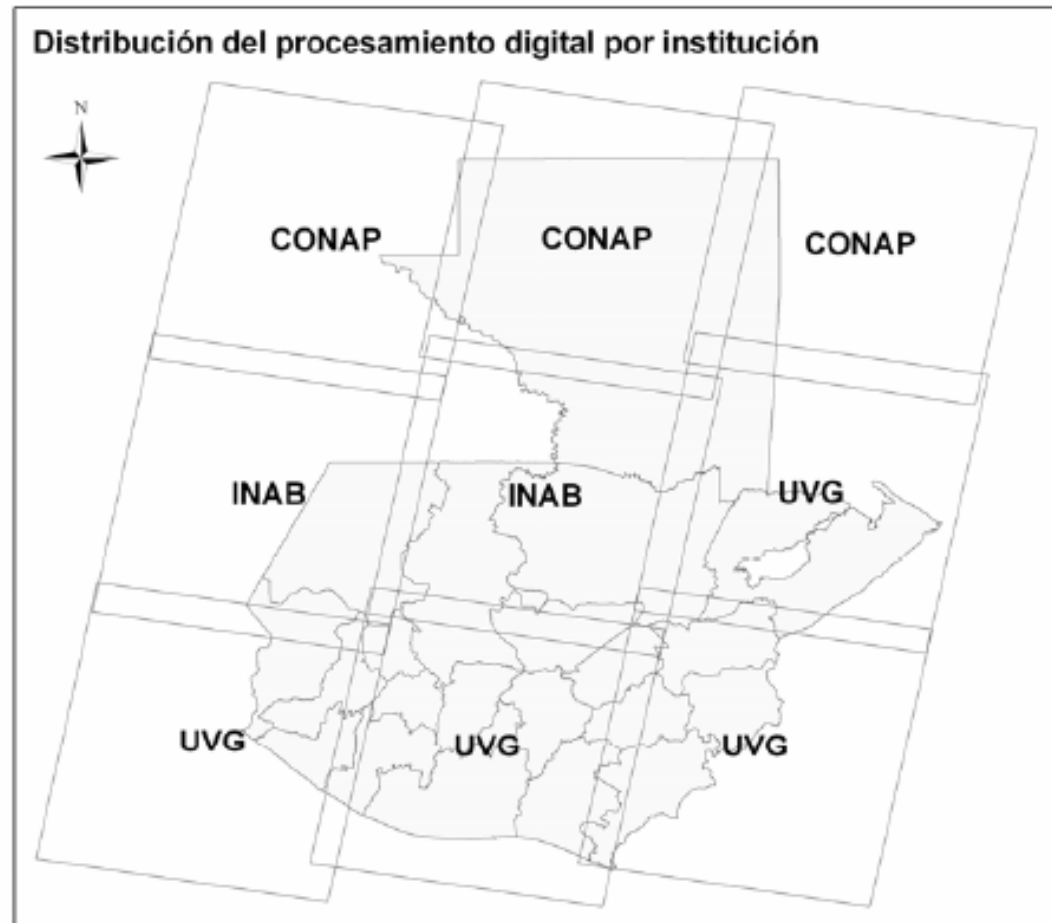 Distribución del procesamiento digital por institución
N
CONAP
CONAP
CONAP
INAB
INAB
UVG
UVG
UVG
UVG